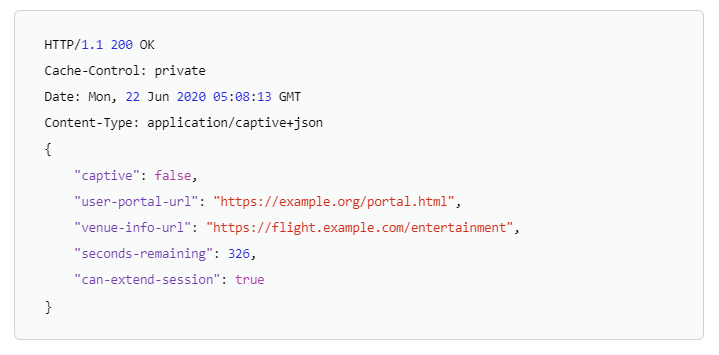 HTTP/1.1 200 OK
Cache-Control: private
Date: Mon, 22 Jun 2020 05:08:13 GMT
Content-Type: application/captive+json
{
"captive": false,
"user-portal-url": "https://example.org/portal.html",
"venue-info-url": "https://flight.example.com/entertainment",
"seconds-remaining": 326,
"can-extend-session": true
}